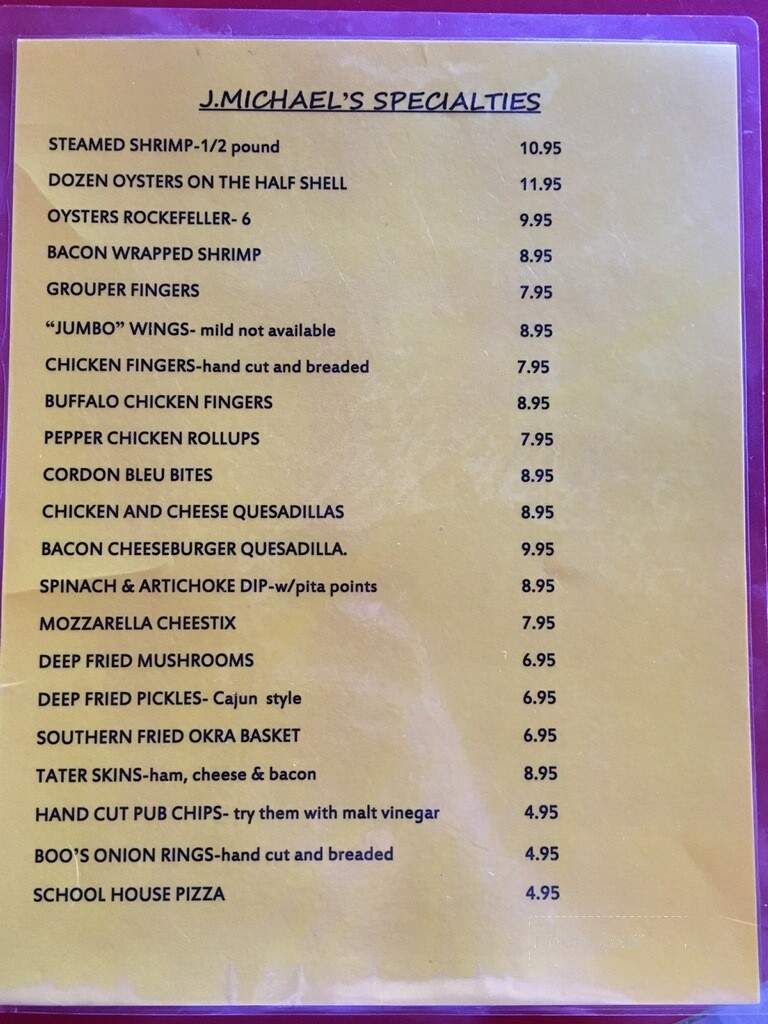 J.MICHAEL'S SPECIALTIES
STEAMED SHRIMP-1/2 pound 10.95
DOZEN OYSTERS ON THE HALF SHELL 11.95
OYSTERS ROCKEFELLER- 6 9.95
BACON WRAPPED SHRIMP 8.95
GROUPER FINGERS 7.95
“JUMBO” WINGS- mild not available 8.95
CHICKEN FINGERS-hand cut and breaded 7.95
BUFFALO CHICKEN FINGERS 8.95
PEPPER CHICKEN ROLLUPS 7.95
CORDON BLEU BITES 8.95
CHICKEN AND CHEESE QUESADILLAS 8.95
BACON CHEESEBURGER QUESADILLA. 9.95
SPINACH & ARTICHOKE DIP-w/pita points 8.95
MOZZARELLA CHEESTIX 7.95
DEEP FRIED MUSHROOMS 6.95
DEEP FRIED PICKLES- Cajun style 6.95
SOUTHERN FRIED OKRA BASKET 6.95
TATER SKINS-ham, cheese & bacon 8.95
HAND CUT PUB CHIPS- try them with malt vinegar 4.95
BOO'S ONION RINGS-hand cut and breaded 4.95
SCHOOL HOUSE PIZZA 4.95